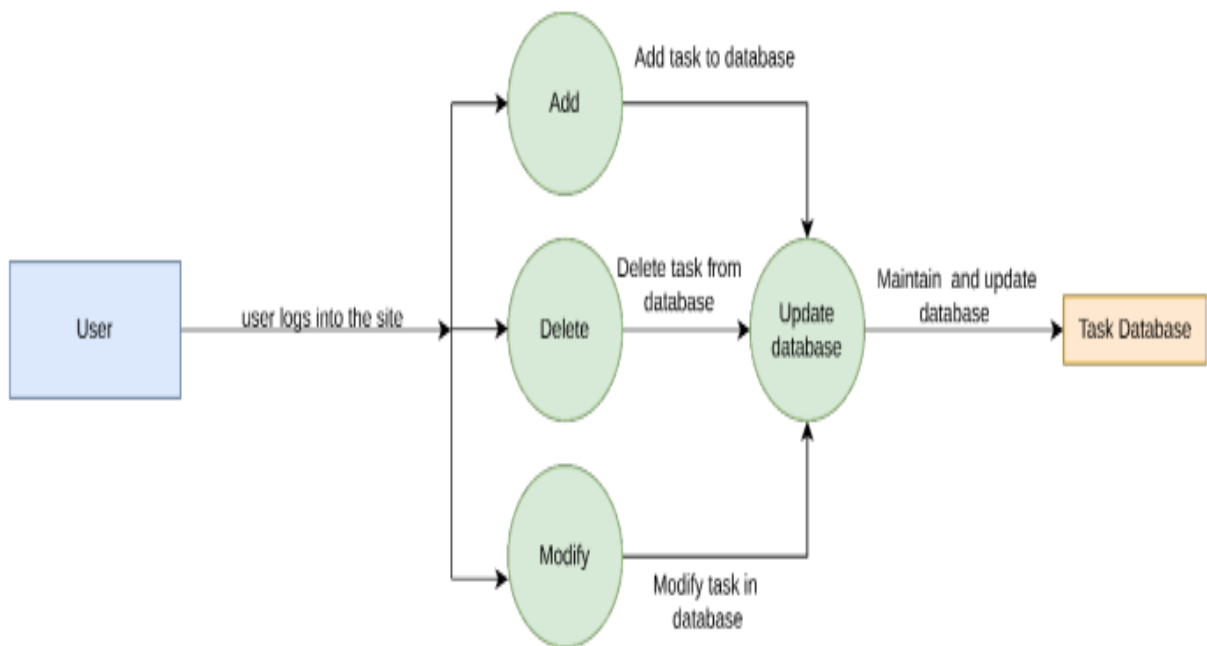 Add task to database
Add
Delete task from
database
Maintain and update
database
User
user logs into the site
Delete
Update
database
Task Database
Modify
Modify task in
database